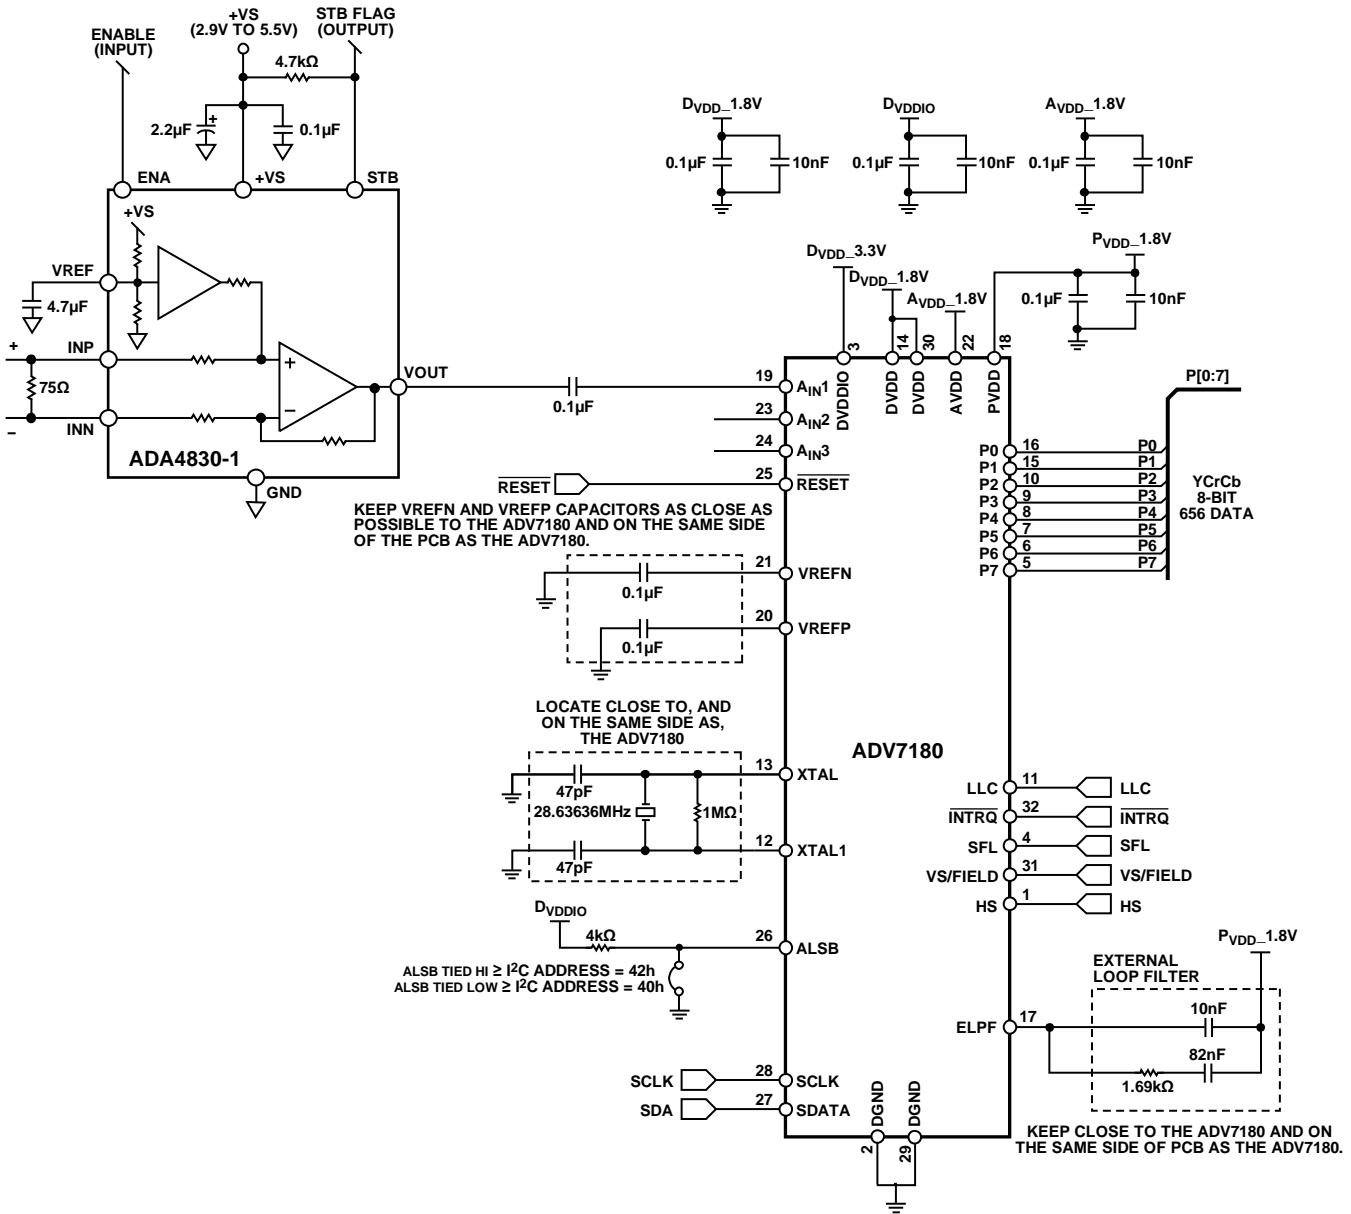 +VS
(2.9V TO 5.5V)
STB FLAG
(OUTPUT)
ENABLE
(INPUT)
4.7kΩ
2.2µF
+
0.1µF
ENA
+VS
STB
+VS
VREF
4.7µF
+
INP
75Ω
INN
–
+
–
VOUT
ADA4830-1
GND
0.1µF
DVDD_1.8V
0.1µF
10nF
DVDDIO
0.1µF
10nF
AVDD_1.8V
0.1µF
10nF
PVDD_1.8V
0.1µF
10nF
DVDD_3.3V
DVDD_1.8V
AVDD_1.8V
3
14
30
22
18
DVDDIO
DVDD
DVDD
AVDD
PVDD
19
AIN1
23
AIN2
24
AIN3
RESET
25
RESET
KEEP VREFN AND VREFP CAPACITORS AS CLOSE AS
POSSIBLE TO THE ADV7180 AND ON THE SAME SIDE
OF THE PCB AS THE ADV7180.
21
VREFN
0.1µF
20
VREFP
0.1µF
LOCATE CLOSE TO, AND
ON THE SAME SIDE AS,
THE ADV7180
13
XTAL
47pF
28.63636MHz
1MΩ
12
XTAL1
47pF
DVDDIO
4kΩ
26
ALSB
ALSB TIED HI ≥ I2C ADDRESS = 42h
ALSB TIED LOW ≥ I2C ADDRESS = 40h
SCLK
28
SCLK
SDA
27
SDATA
ADV7180
DGND
DGND
2
29
P[0:7]
P0
16
P0
P1
15
P1
P2
10
P2
P3
9
P3
P4
8
P4
P5
7
P5
P6
6
P6
P7
5
P7
YCrCb
8-BIT
656 DATA
LLC
11
LLC
INTRQ
32
INTRQ
SFL
4
SFL
VS/FIELD
31
VS/FIELD
HS
1
HS
PVDD_1.8V
EXTERNAL
LOOP FILTER
10nF
ELPF
17
82nF
1.69kΩ
KEEP CLOSE TO THE ADV7180 AND ON
THE SAME SIDE OF PCB AS THE ADV7180.